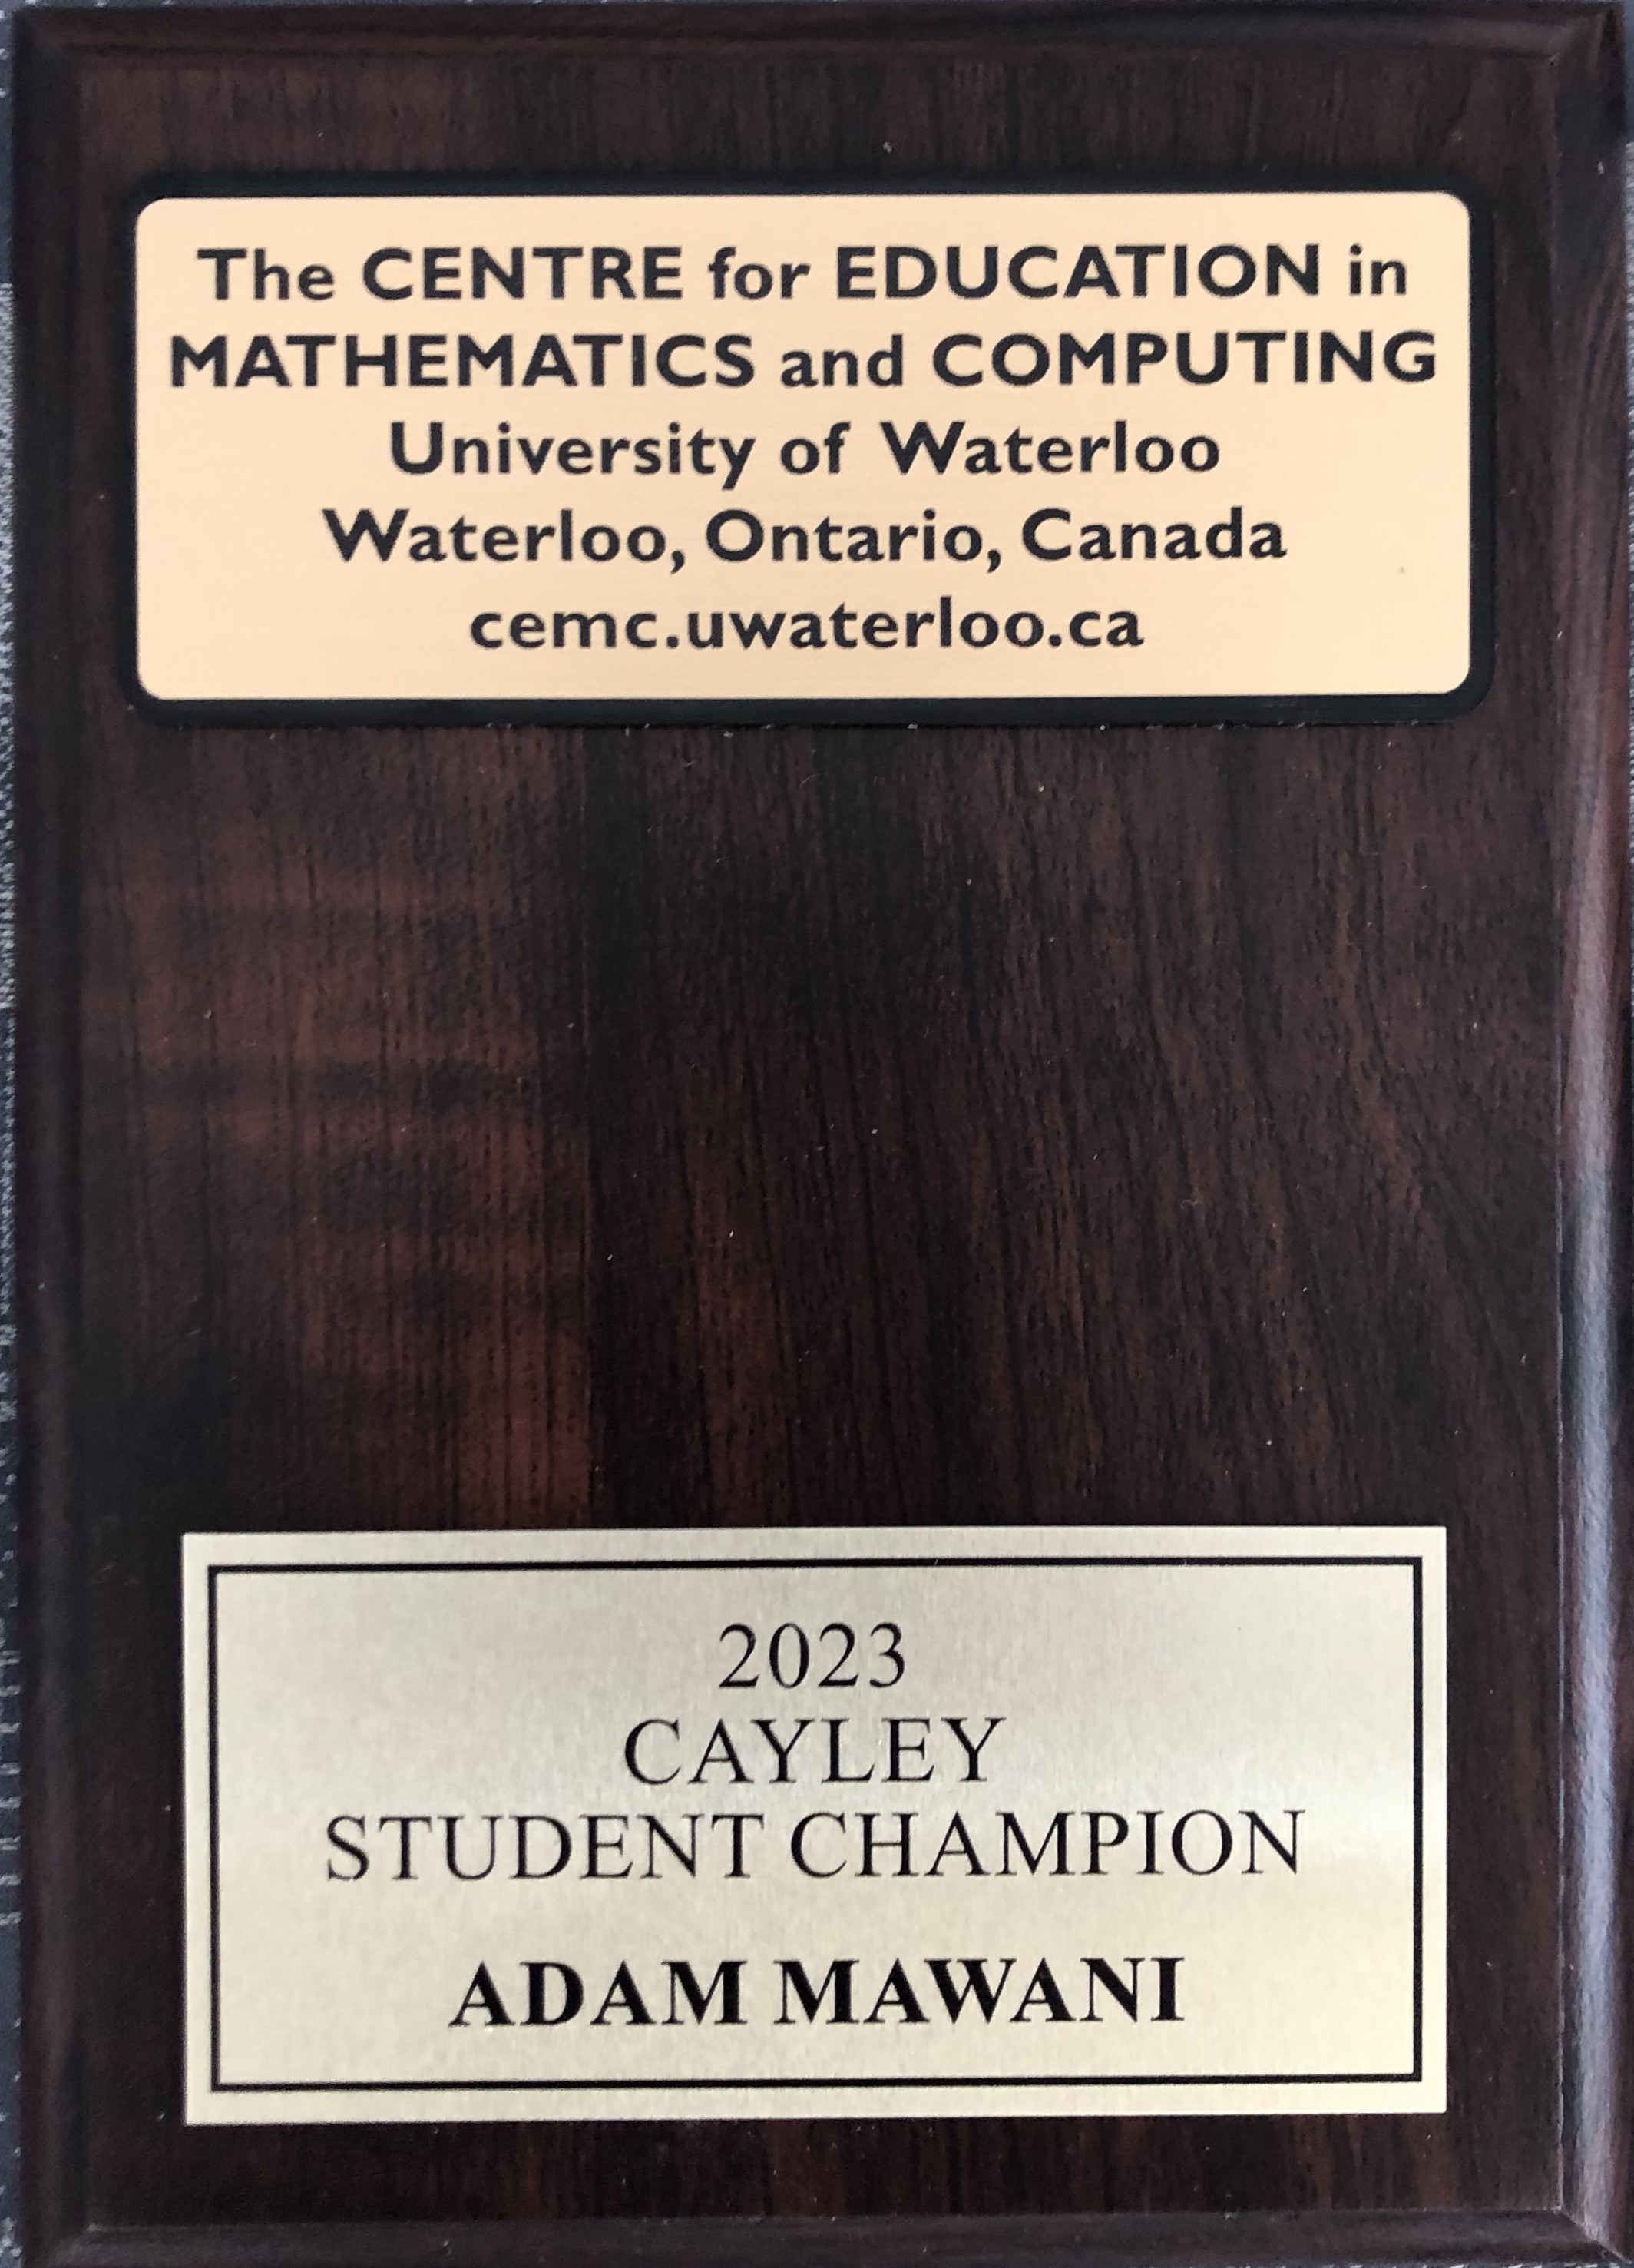 The CENTRE for EDUCATION in
MATHEMATICS and COMPUTING
University of Waterloo
Waterloo, Ontario, Canada
cemc.uwaterloo.ca
2023
CAYLEY
STUDENT CHAMPION
ADAM MAWANI